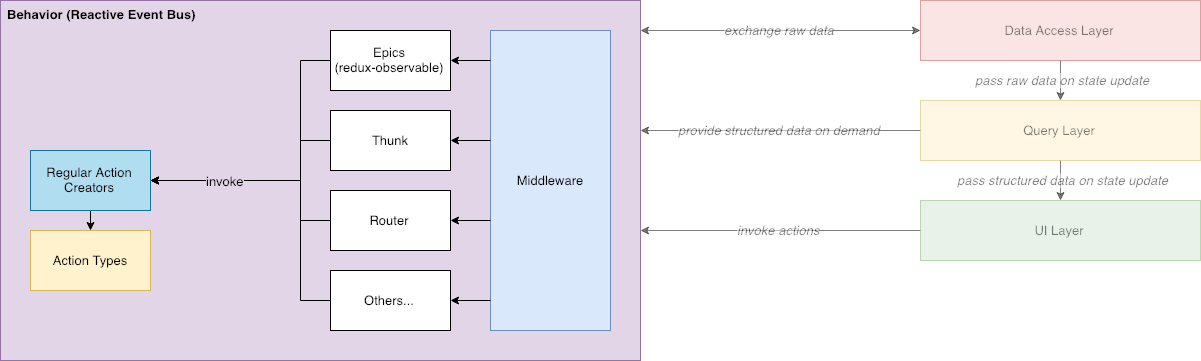 Behavior (Reactive Event Bus)
Epics
(redux-observable)
Thunk
Router
Others...
Middleware
invoke
Regular Action
Creators
Action Types
exchange raw data
provide structured data on demand
invoke actions
Data Access Layer
pass raw data on state update
Query Layer
pass structured data on state update
UI Layer